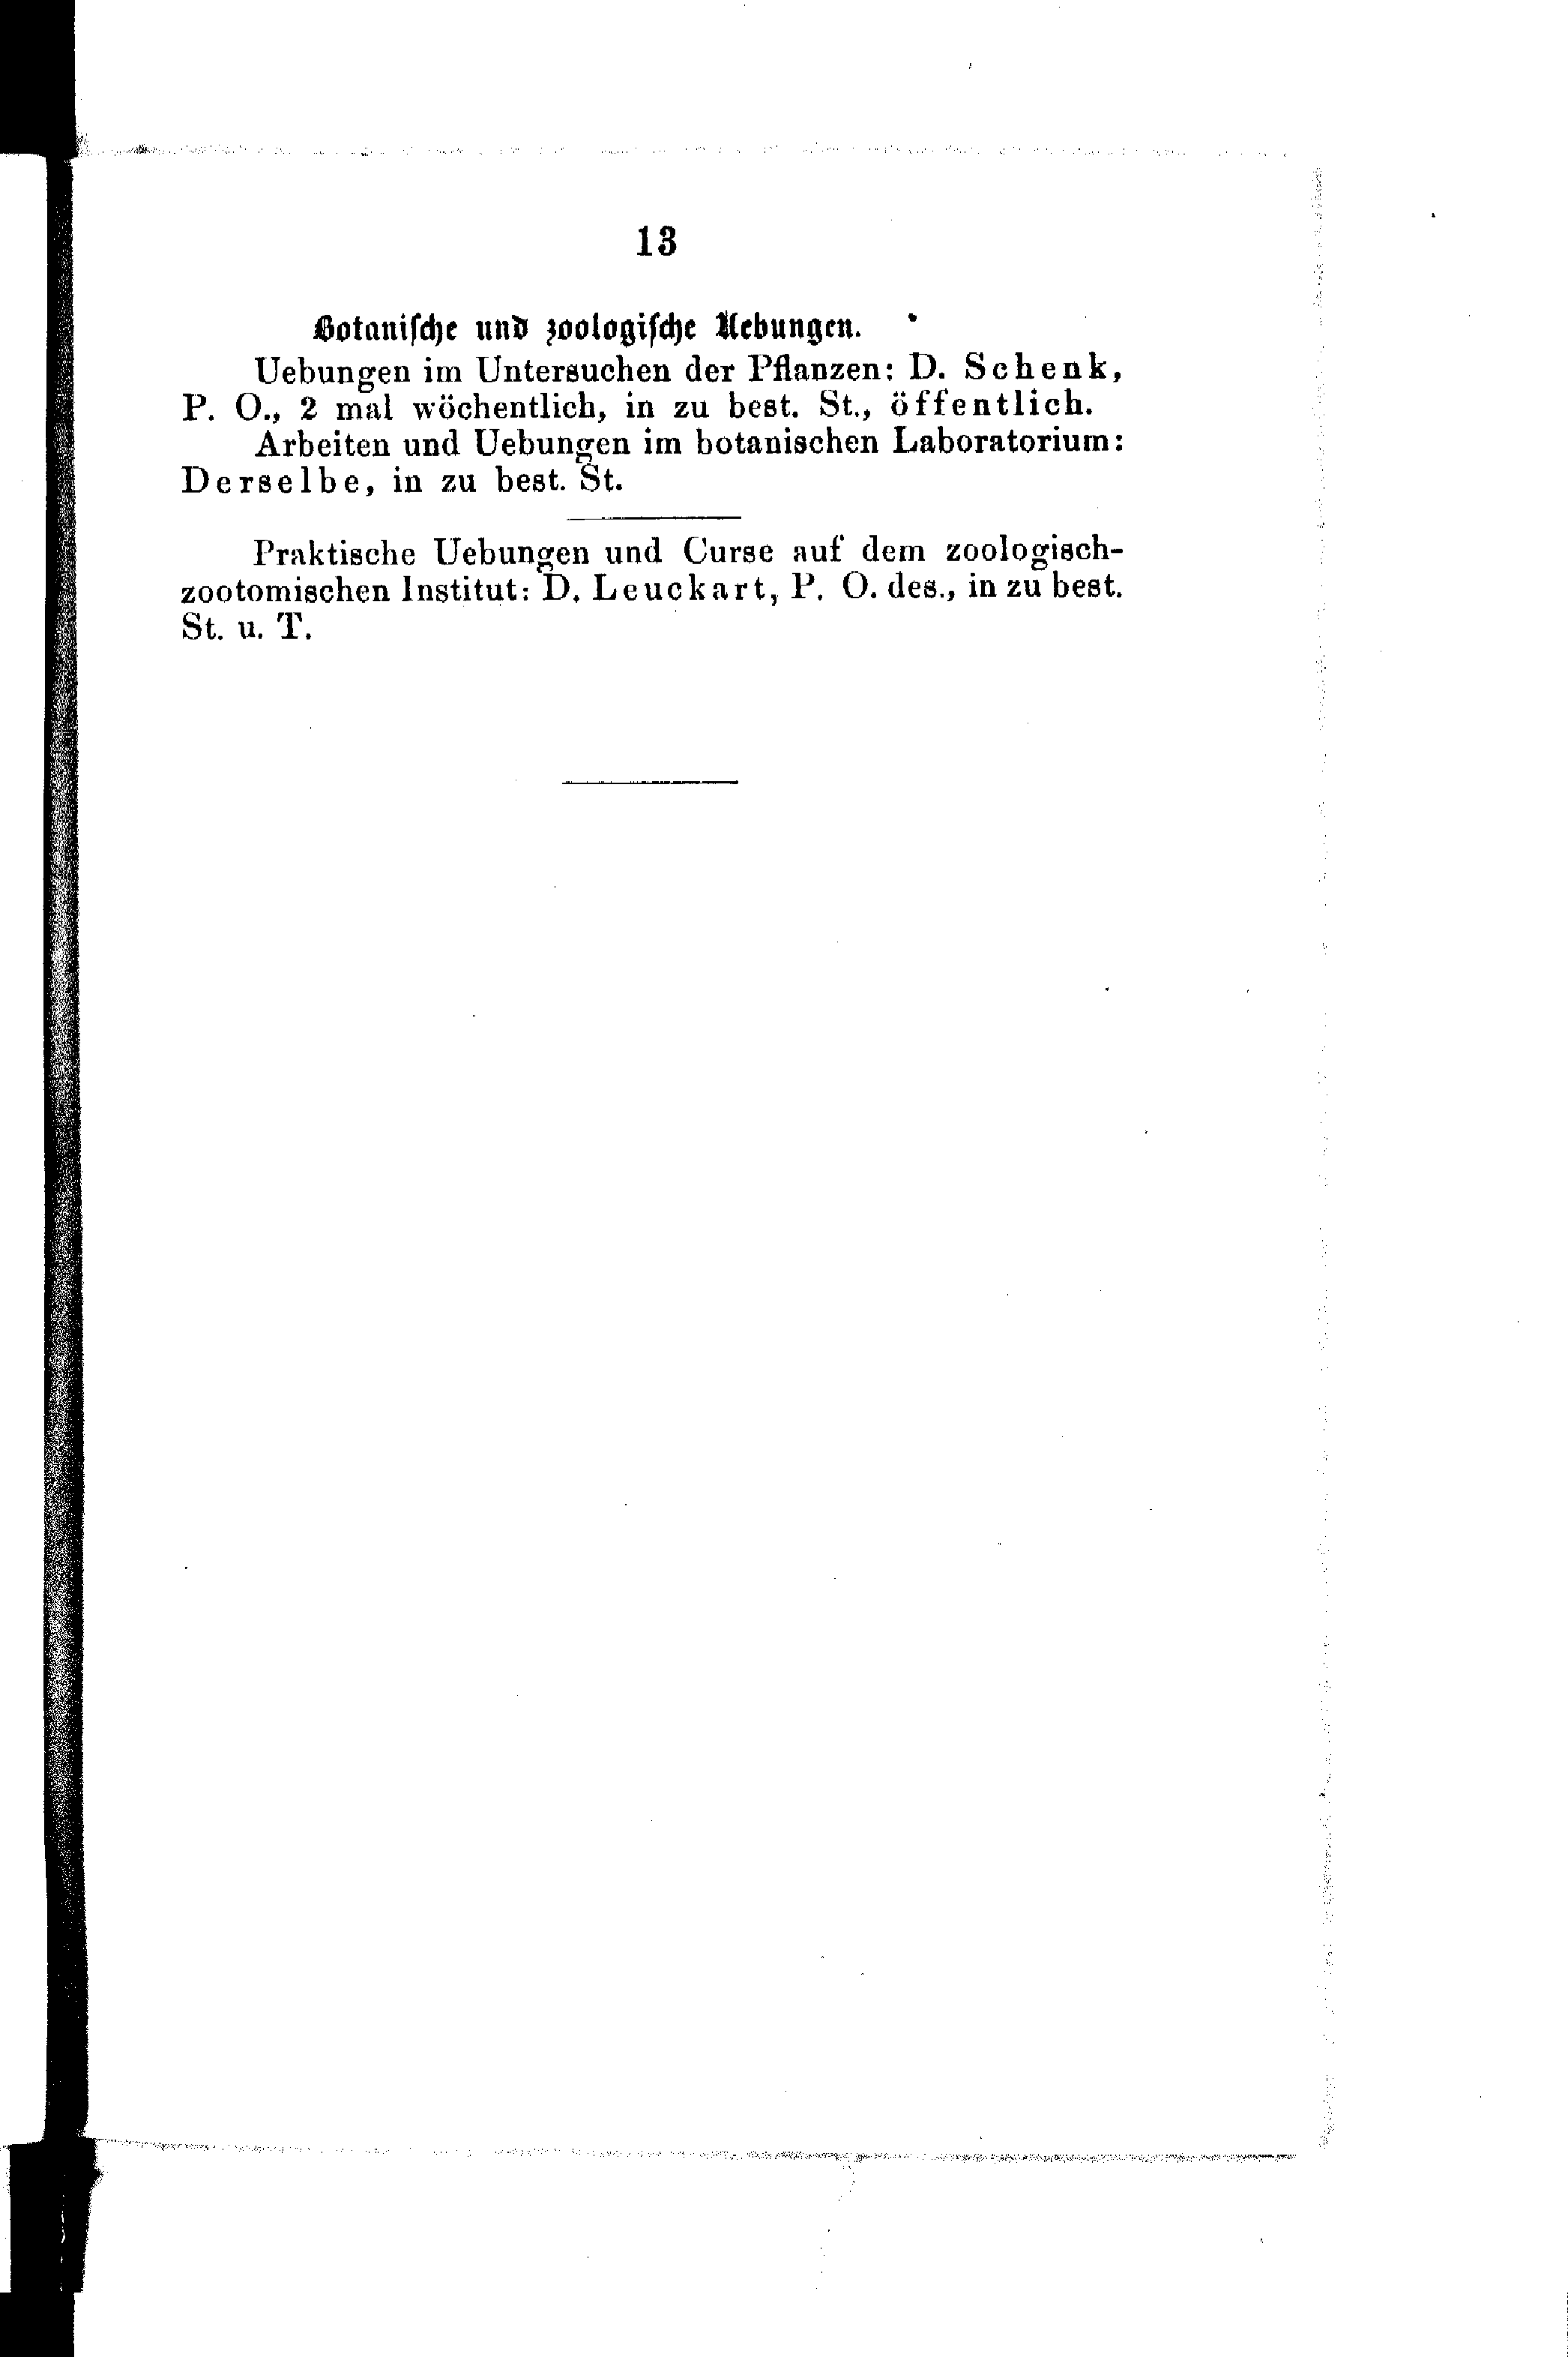 13
Botanische und zoologische Uebungen.
Uebungen im Untersuchen der Pflanzen: D. Schenk,
P. O., 2 mal wöchentlich, in zu best. St., öffentlich.
Arbeiten und Uebungen im botanischen Laboratorium:
Derselbe, in zu best. St.
Praktische Uebungen und Curse auf dem zoologisch-
zootomischen Institut: D. Leuckart, P. O. des., in zu best.
St. u. T.